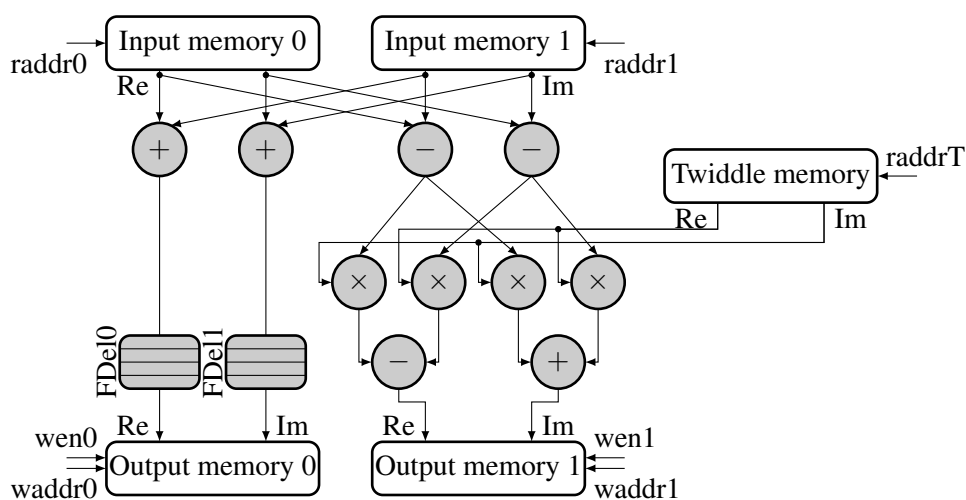 Input memory 0
Input memory 1
raddr0
raddr1
Re
Im
+
+
−
−
raddrT
Twiddle memory
Re
Im
×
×
×
×
FDel0
FDel1
−
+
Re
Im
Re
Im
wen0
wen1
Output memory 0
Output memory 1
waddr0
waddr1